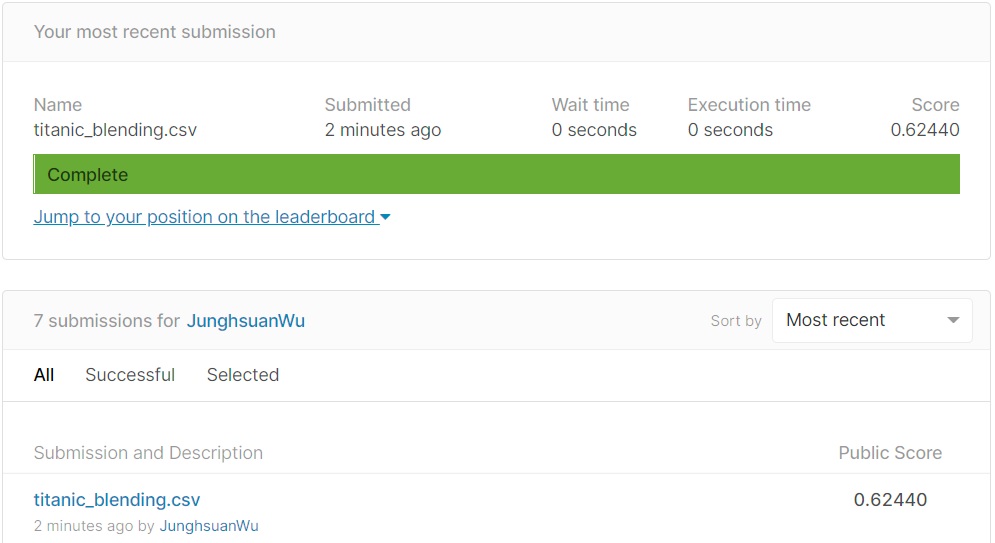 Your most recent submission
Name Submitted Wait time Execution time Score
titanic_blending.csv 2 minutes ago 0 seconds 0 seconds 0.62440
Complete
Jump to your position on the leaderboard
7 submissions for JunghsuanWu Sort by Most recent
All Successful Selected
Submission and Description Public Score
titanic_blending.csv 0.62440
2 minutes ago by JunghsuanWu